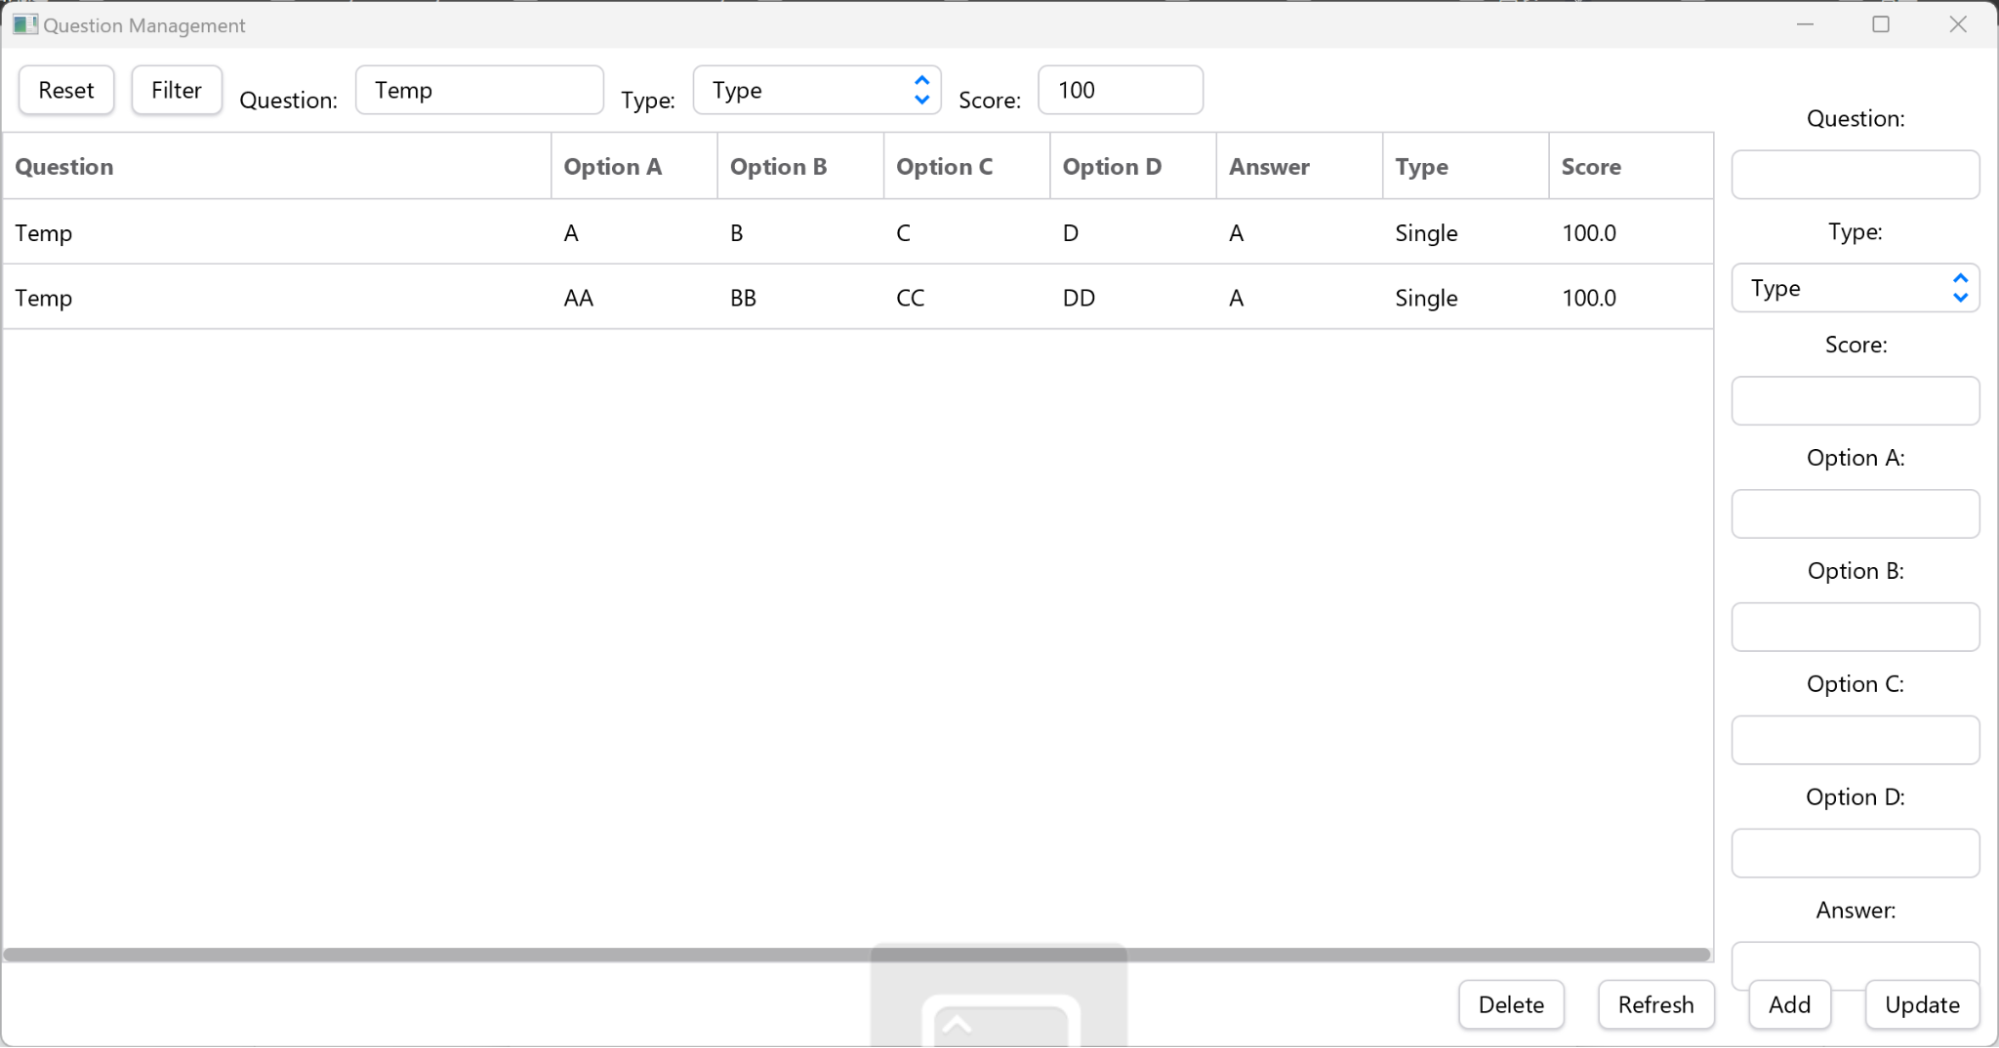 Question Management
Reset Filter Question: Temp Type: Type Score: 100
Question Option A Option B Option C Option D Answer Type Score
Temp A B C D A Single 100.0
Temp AA BB CC DD A Single 100.0
Question:
Type:
Type
Score:
Option A:
Option B:
Option C:
Option D:
Answer:
Delete Refresh Add Update